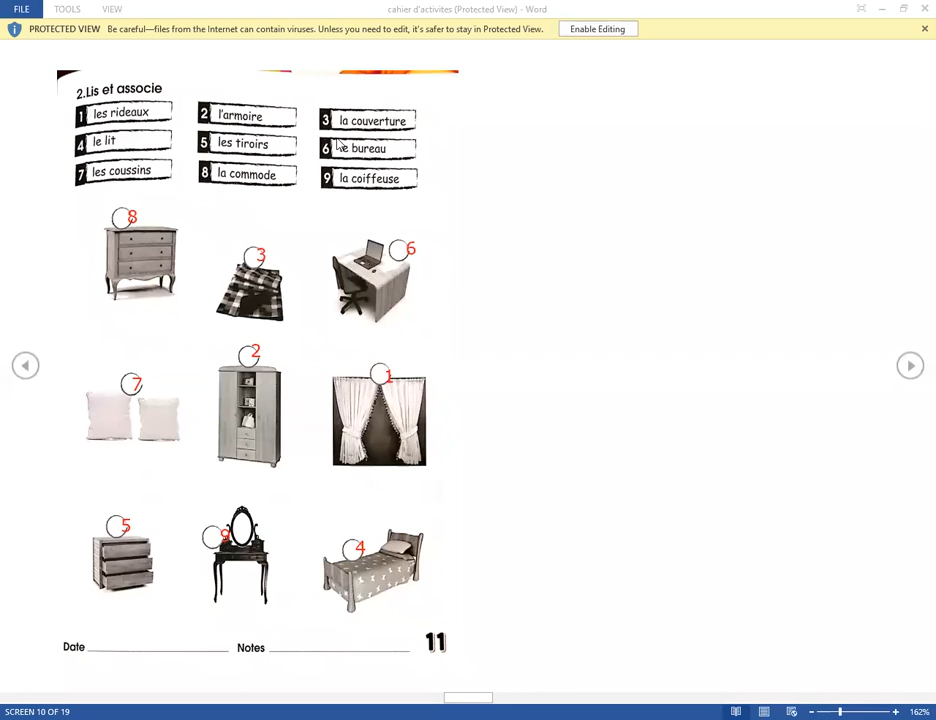 FILE TOOLS VIEW cahier d'activites (Protected View) - Word
PROTECTED VIEW Be careful—files from the Internet can contain viruses. Unless you need to edit, it's safer to stay in Protected View. Enable Editing
2.Lis et associe
1 les rideaux 2 l'armoire 3 la couverture
4 le lit 5 les tiroirs 6 le bureau
7 les coussins 8 la commode 9 la coiffeuse
8
3
6
7
2
1
5
9
4
Date Notes 11
SCREEN 10 OF 19 162%